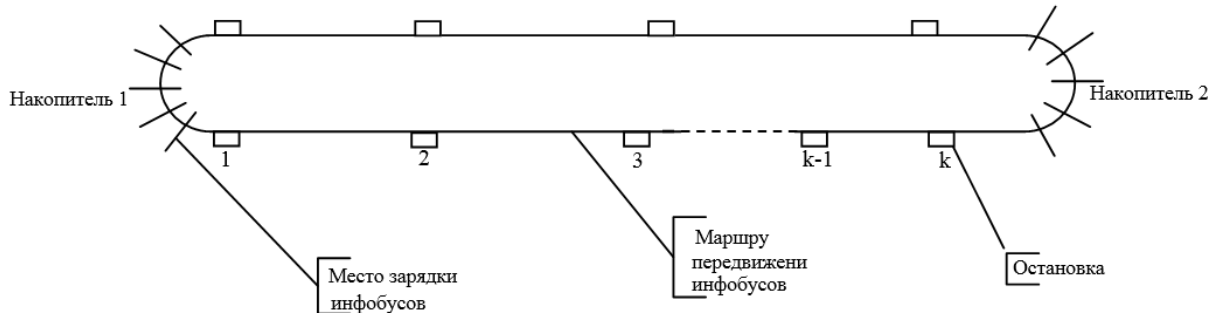 Накопитель 1
Накопитель 2
1
2
3
k-1
k
Место зарядки
инфобусов
Маршру
передвижени
инфобусов
Остановка